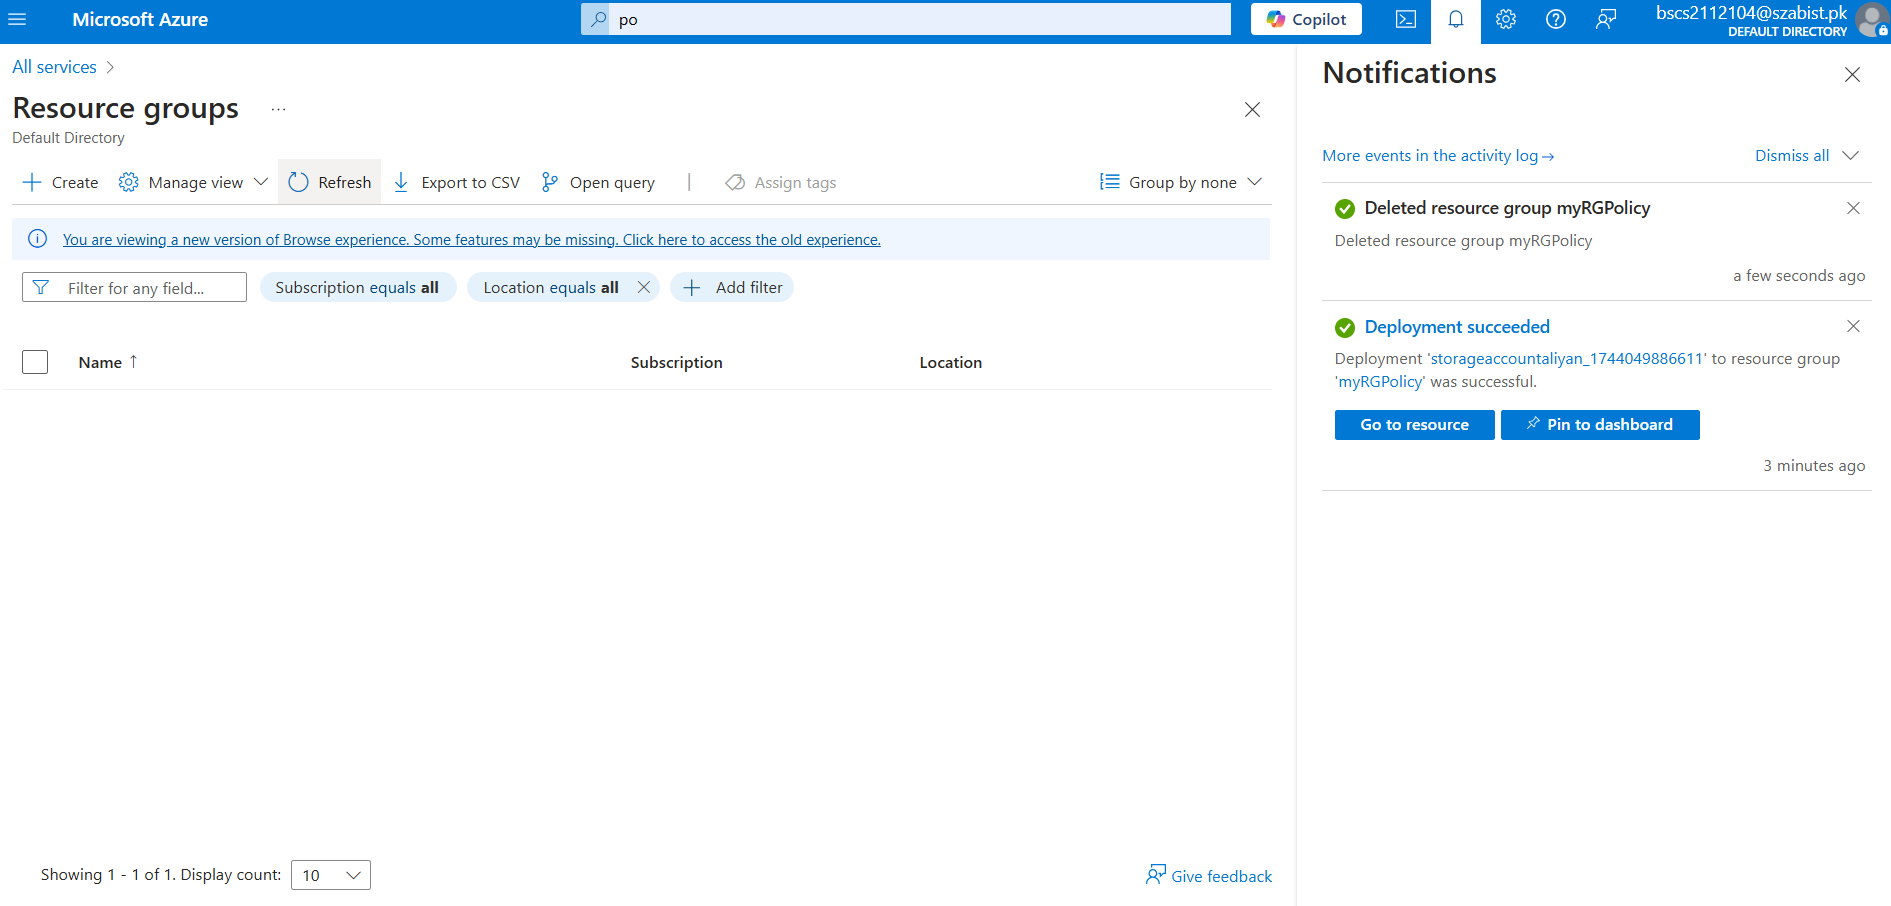 Microsoft Azure
po
Copilot
bscs2112104@szabist.pk
DEFAULT DIRECTORY
All services
Resource groups ...
Default Directory
Create Manage view Refresh Export to CSV Open query | Assign tags Group by none
You are viewing a new version of Browse experience. Some features may be missing. Click here to access the old experience.
Filter for any field... Subscription equals all Location equals all Add filter
Name ↑ Subscription Location
Showing 1 - 1 of 1. Display count: 10
Give feedback
Notifications
More events in the activity log → Dismiss all
Deleted resource group myRGPolicy
Deleted resource group myRGPolicy
a few seconds ago
Deployment succeeded
Deployment 'storageaccountaliyan_1744049886611' to resource group
'myRGPolicy' was successful.
Go to resource Pin to dashboard
3 minutes ago